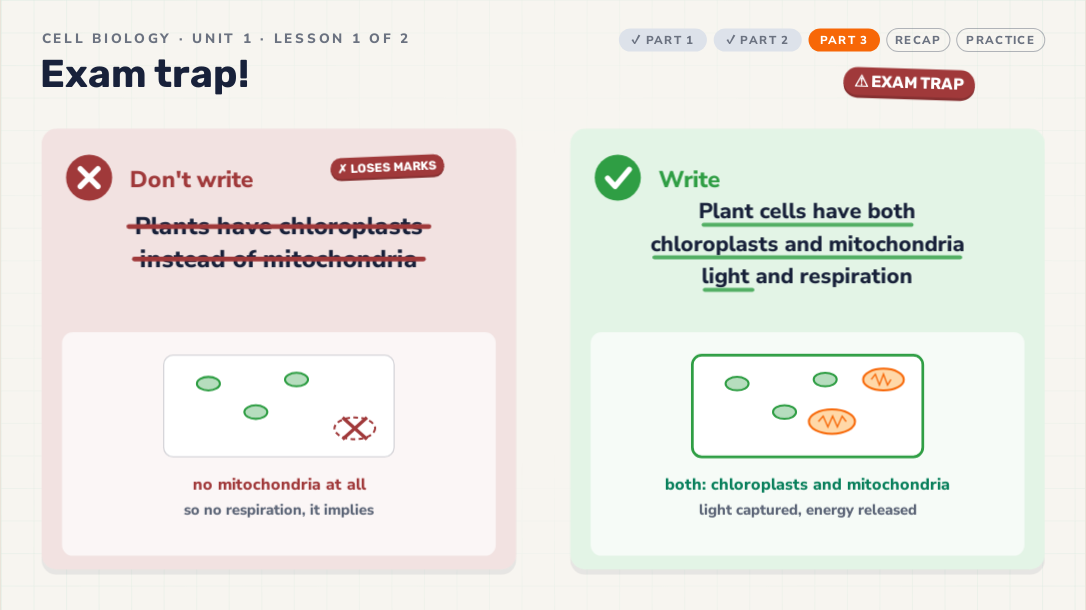 CELL BIOLOGY · UNIT 1 · LESSON 1 OF 2
Exam trap!
✓ PART 1
✓ PART 2
PART 3
RECAP
PRACTICE
⚠ EXAM TRAP
Don't write
✗ LOSES MARKS
Plants have chloroplasts
instead of mitochondria
no mitochondria at all
so no respiration, it implies
Write
Plant cells have both
chloroplasts and mitochondria
light and respiration
both: chloroplasts and mitochondria
light captured, energy released